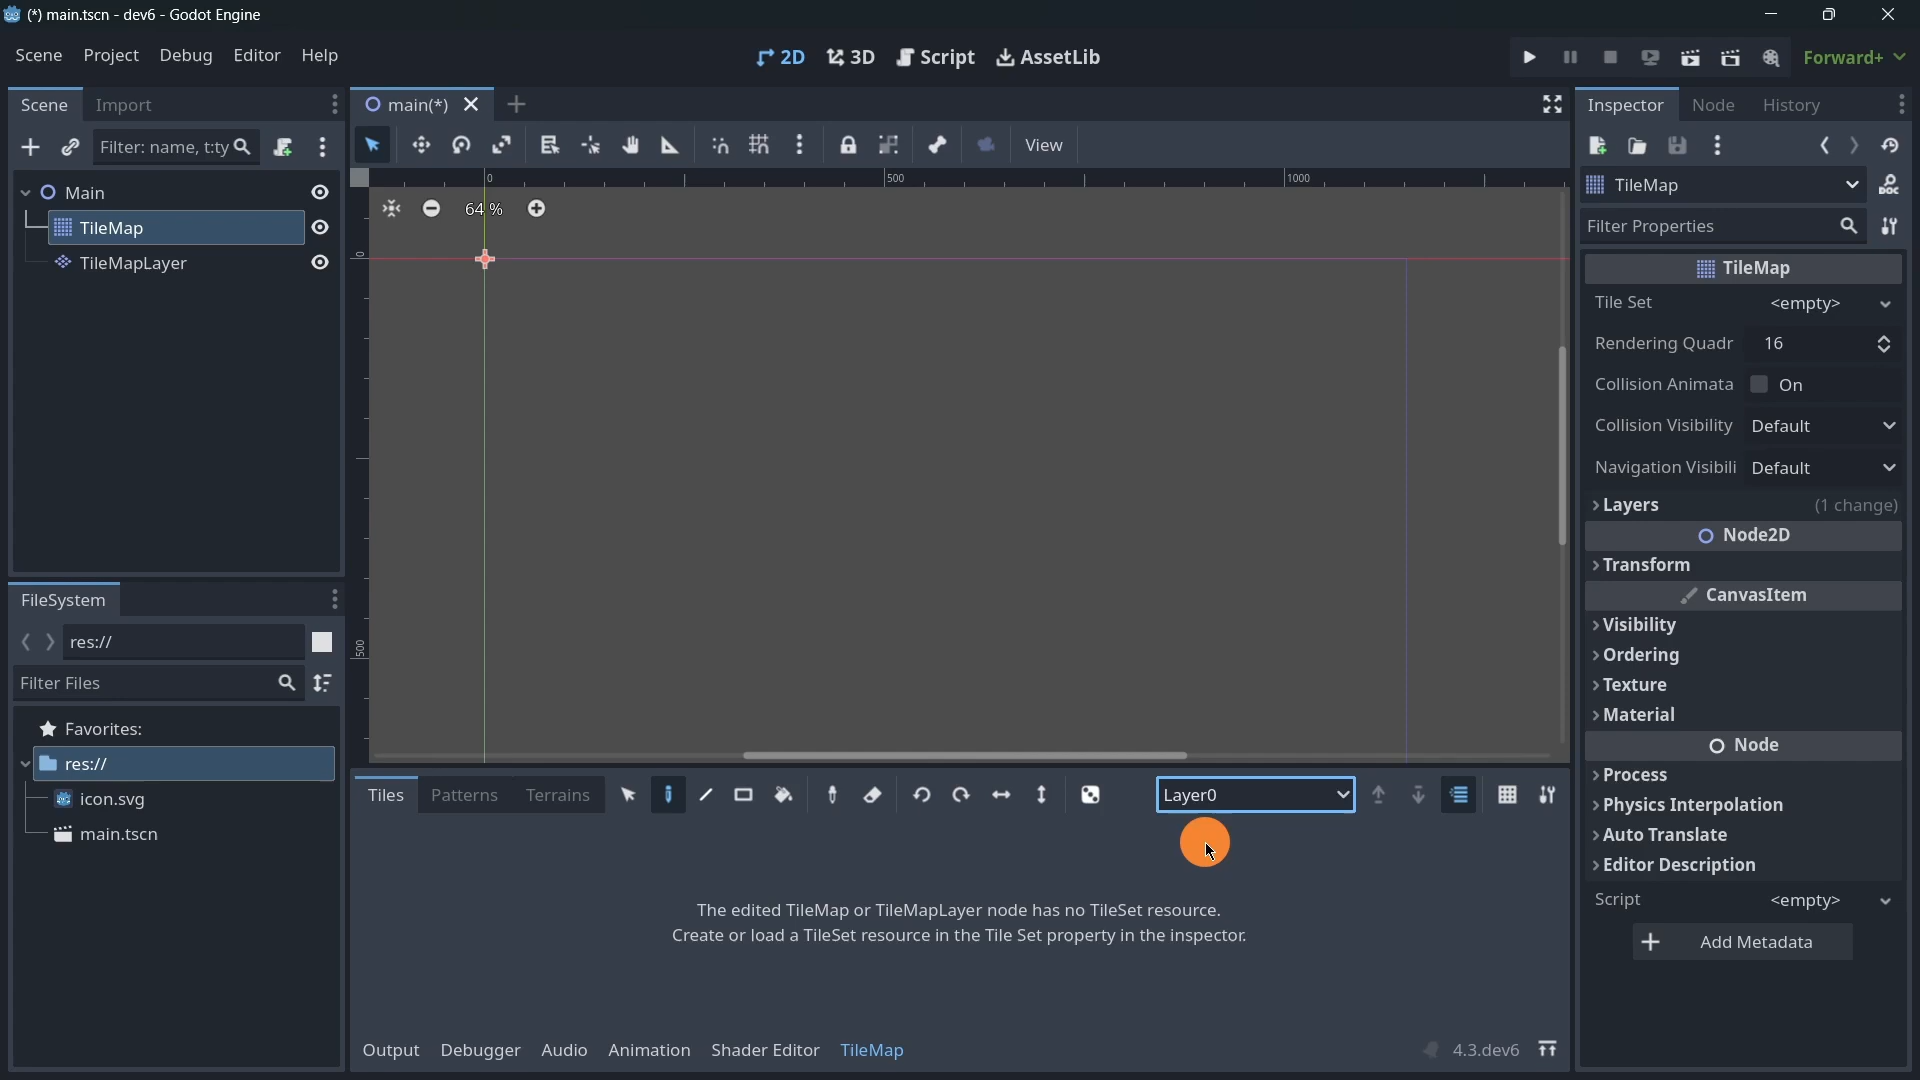 (*) main.tscn - dev6 - Godot Engine
Scene Project Debug Editor Help
2D 3D Script AssetLib
Forward+
Scene Import
Filter: name, t:ty
Main
TileMap
TileMapLayer
FileSystem
res://
Filter Files
Favorites:
res://
icon.svg
main.tscn
main(*)
View
0 500 1000
0
500
64 %
Tiles Patterns Terrains
Layer0
The edited TileMap or TileMapLayer node has no TileSet resource.
Create or load a TileSet resource in the Tile Set property in the inspector.
Output Debugger Audio Animation Shader Editor TileMap
4.3.dev6
Inspector Node History
TileMap
DOC
Filter Properties
TileMap
Tile Set <empty>
Rendering Quadr 16
Collision Animata On
Collision Visibility Default
Navigation Visibili Default
Layers (1 change)
Node2D
Transform
CanvasItem
Visibility
Ordering
Texture
Material
Node
Process
Physics Interpolation
Auto Translate
Editor Description
Script <empty>
Add Metadata